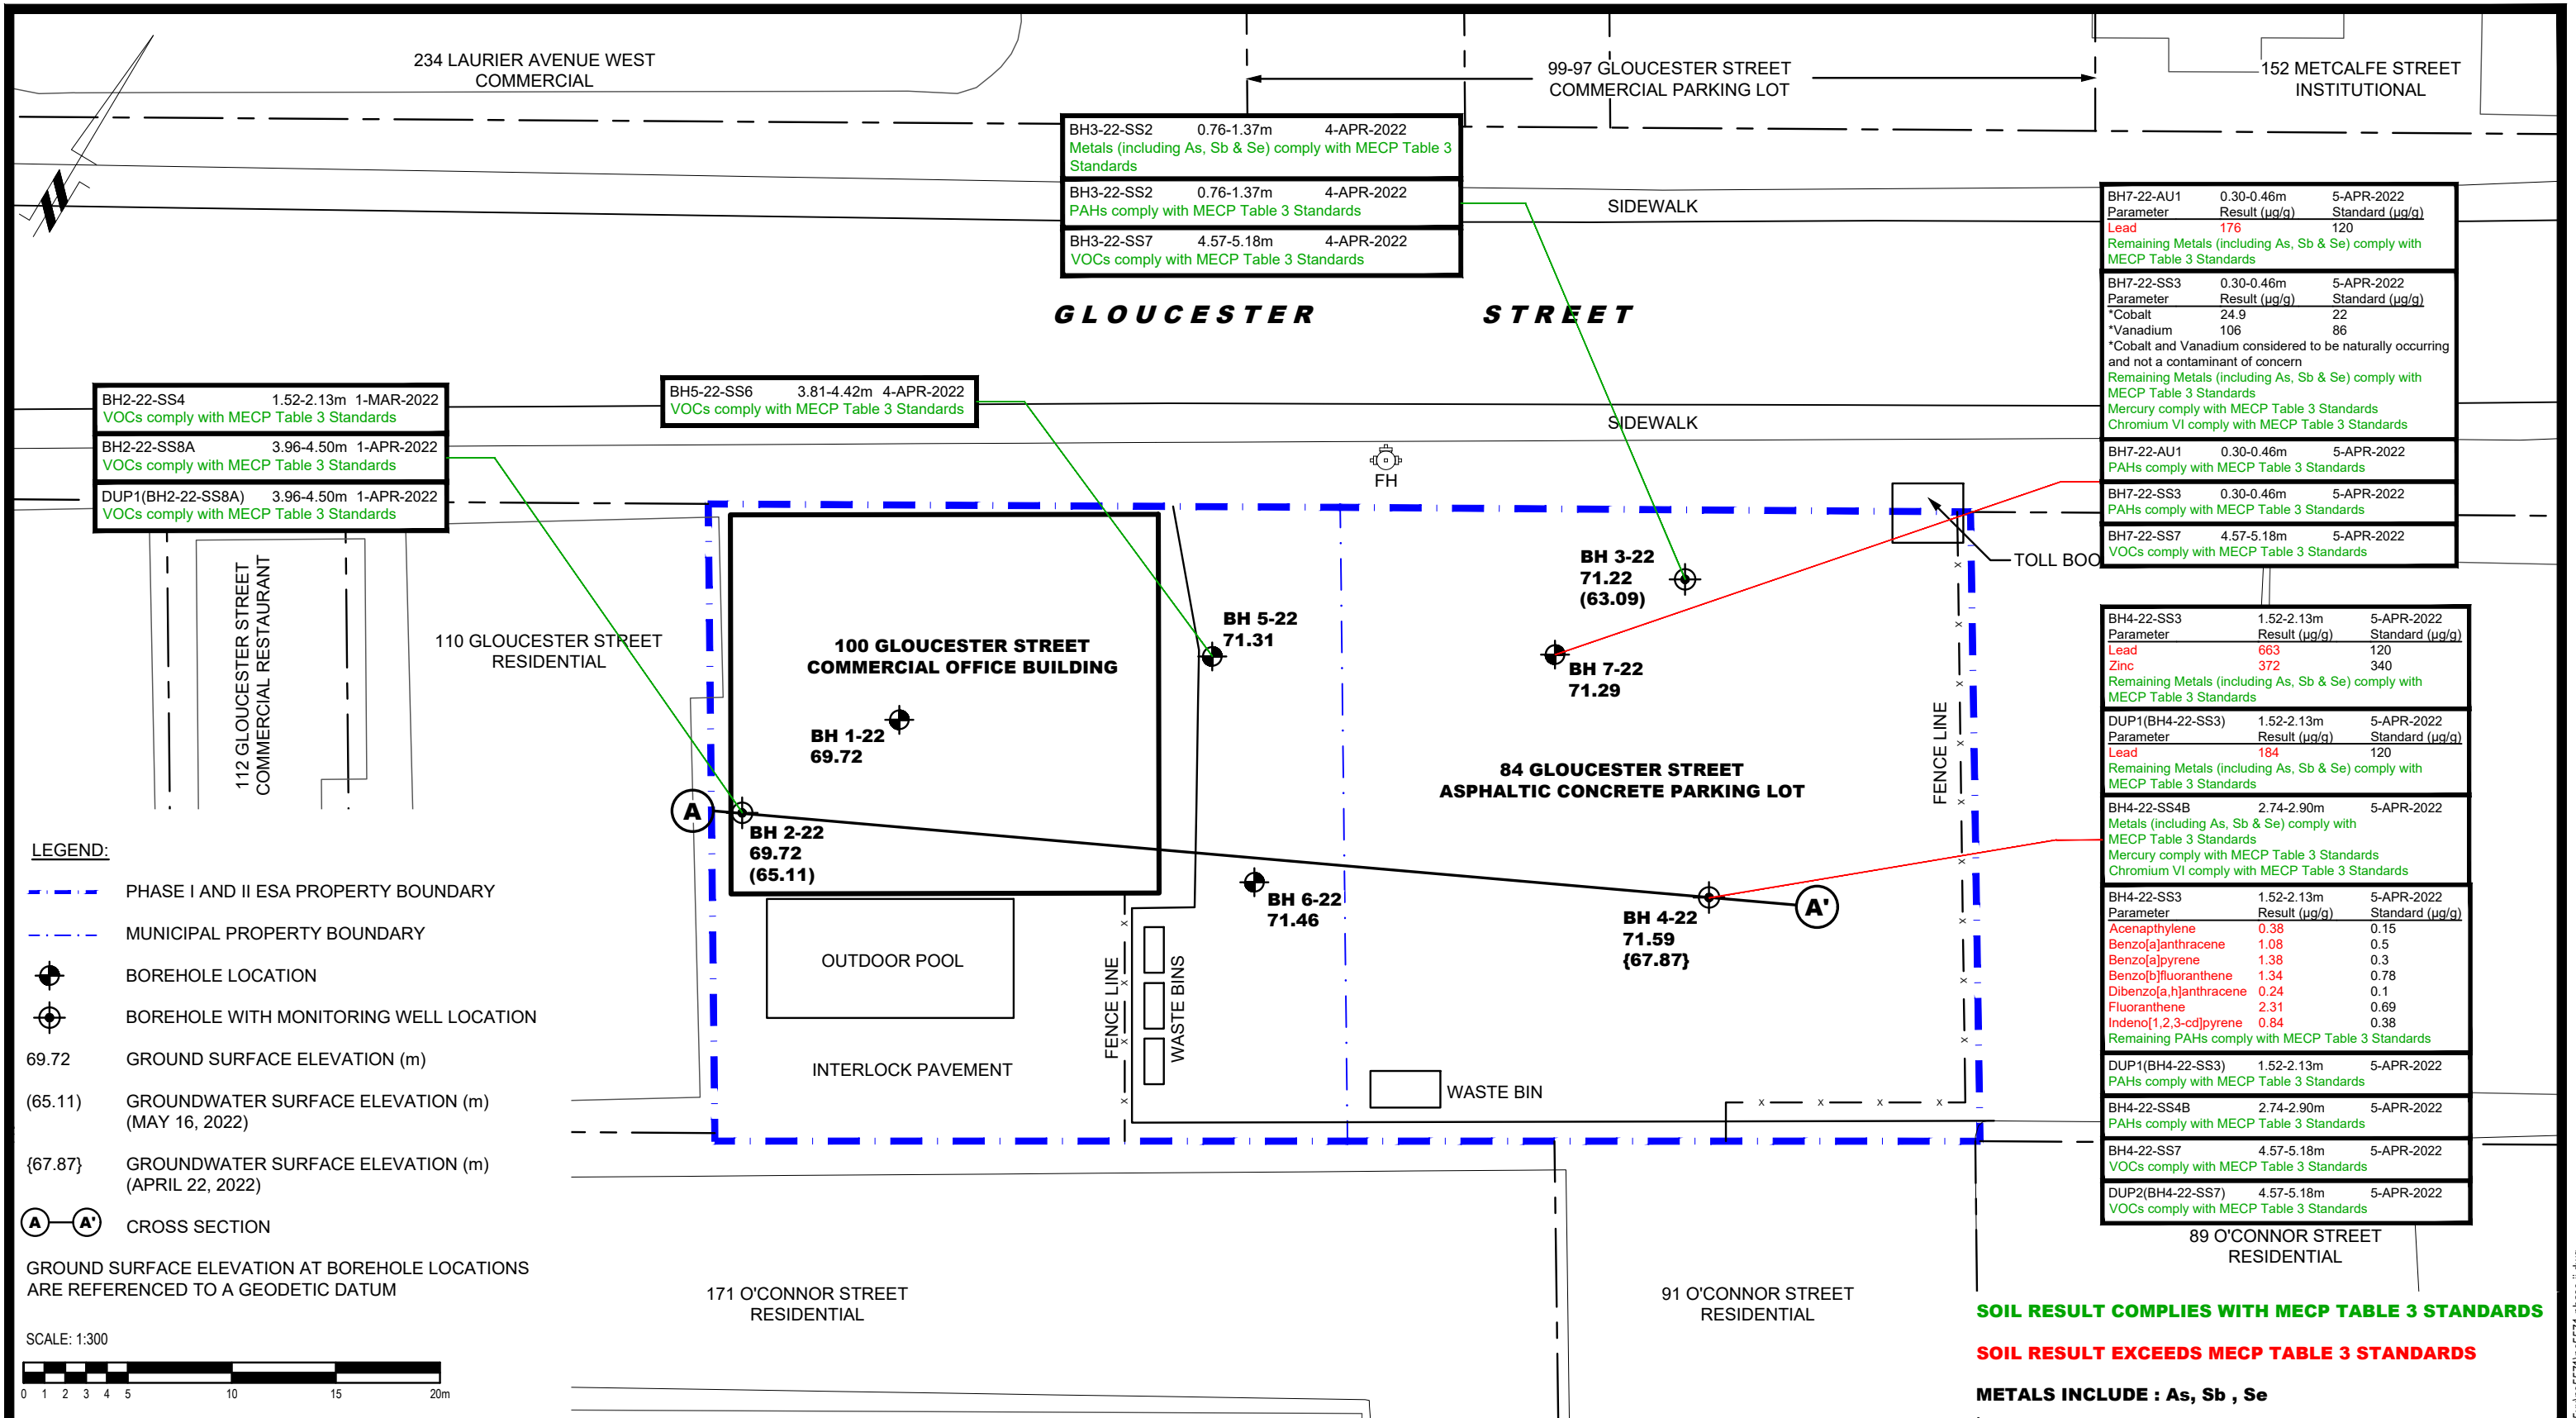 234 LAURIER AVENUE WEST
COMMERCIAL
99-97 GLOUCESTER STREET
COMMERCIAL PARKING LOT
152 METCALFE STREET
INSTITUTIONAL
BH3-22-SS2 0.76-1.37m 4-APR-2022
Metals (including As, Sb & Se) comply with MECP Table 3
Standards
BH3-22-SS2 0.76-1.37m 4-APR-2022
PAHs comply with MECP Table 3 Standards
BH3-22-SS7 4.57-5.18m 4-APR-2022
VOCs comply with MECP Table 3 Standards
SIDEWALK
GLOUCESTER STREET
BH7-22-AU1 0.30-0.46m 5-APR-2022
Parameter Result (µg/g) Standard (µg/g)
Lead 176 120
Remaining Metals (including As, Sb & Se) comply with
MECP Table 3 Standards
BH7-22-SS3 0.30-0.46m 5-APR-2022
Parameter Result (µg/g) Standard (µg/g)
*Cobalt 24.9 22
*Vanadium 106 86
*Cobalt and Vanadium considered to be naturally occurring
and not a contaminant of concern
Remaining Metals (including As, Sb & Se) comply with
MECP Table 3 Standards
Mercury comply with MECP Table 3 Standards
Chromium VI comply with MECP Table 3 Standards
BH7-22-AU1 0.30-0.46m 5-APR-2022
PAHs comply with MECP Table 3 Standards
BH7-22-SS3 0.30-0.46m 5-APR-2022
PAHs comply with MECP Table 3 Standards
BH7-22-SS7 4.57-5.18m 5-APR-2022
VOCs comply with MECP Table 3 Standards
BH2-22-SS4 1.52-2.13m 1-MAR-2022
VOCs comply with MECP Table 3 Standards
BH2-22-SS8A 3.96-4.50m 1-APR-2022
VOCs comply with MECP Table 3 Standards
DUP1(BH2-22-SS8A) 3.96-4.50m 1-APR-2022
VOCs comply with MECP Table 3 Standards
BH5-22-SS6 3.81-4.42m 4-APR-2022
VOCs comply with MECP Table 3 Standards
SIDEWALK
FH
TOLL BOO
112 GLOUCESTER STREET
COMMERCIAL RESTAURANT
110 GLOUCESTER STREET
RESIDENTIAL
100 GLOUCESTER STREET
COMMERCIAL OFFICE BUILDING
BH 1-22
69.72
BH 2-22
69.72
(65.11)
BH 5-22
71.31
BH 3-22
71.22
(63.09)
BH 7-22
71.29
84 GLOUCESTER STREET
ASPHALTIC CONCRETE PARKING LOT
FENCE LINE
A
BH 6-22
71.46
BH 4-22
71.59
{67.87}
A'
OUTDOOR POOL
INTERLOCK PAVEMENT
FENCE LINE
WASTE BINS
WASTE BIN
BH4-22-SS3 1.52-2.13m 5-APR-2022
Parameter Result (µg/g) Standard (µg/g)
Lead 663 120
Zinc 372 340
Remaining Metals (including As, Sb & Se) comply with
MECP Table 3 Standards
DUP1(BH4-22-SS3) 1.52-2.13m 5-APR-2022
Parameter Result (µg/g) Standard (µg/g)
Lead 184 120
Remaining Metals (including As, Sb & Se) comply with
MECP Table 3 Standards
BH4-22-SS4B 2.74-2.90m 5-APR-2022
Metals (including As, Sb & Se) comply with
MECP Table 3 Standards
Mercury comply with MECP Table 3 Standards
Chromium VI comply with MECP Table 3 Standards
BH4-22-SS3 1.52-2.13m 5-APR-2022
Parameter Result (µg/g) Standard (µg/g)
Acenapthylene 0.38 0.15
Benzo[a]anthracene 1.08 0.5
Benzo[a]pyrene 1.38 0.3
Benzo[b]fluoranthene 1.34 0.78
Dibenzo[a,h]anthracene 0.24 0.1
Fluoranthene 2.31 0.69
Indeno[1,2,3-cd]pyrene 0.84 0.38
Remaining PAHs comply with MECP Table 3 Standards
DUP1(BH4-22-SS3) 1.52-2.13m 5-APR-2022
PAHs comply with MECP Table 3 Standards
BH4-22-SS4B 2.74-2.90m 5-APR-2022
PAHs comply with MECP Table 3 Standards
BH4-22-SS7 4.57-5.18m 5-APR-2022
VOCs comply with MECP Table 3 Standards
DUP2(BH4-22-SS7) 4.57-5.18m 5-APR-2022
VOCs comply with MECP Table 3 Standards
89 O'CONNOR STREET
RESIDENTIAL
171 O'CONNOR STREET
RESIDENTIAL
91 O'CONNOR STREET
RESIDENTIAL
LEGEND:
PHASE I AND II ESA PROPERTY BOUNDARY
MUNICIPAL PROPERTY BOUNDARY
BOREHOLE LOCATION
BOREHOLE WITH MONITORING WELL LOCATION
69.72 GROUND SURFACE ELEVATION (m)
(65.11) GROUNDWATER SURFACE ELEVATION (m)
(MAY 16, 2022)
{67.87} GROUNDWATER SURFACE ELEVATION (m)
(APRIL 22, 2022)
A A' CROSS SECTION
GROUND SURFACE ELEVATION AT BOREHOLE LOCATIONS
ARE REFERENCED TO A GEODETIC DATUM
SCALE: 1:300
0 1 2 3 4 5 10 15 20m
SOIL RESULT COMPLIES WITH MECP TABLE 3 STANDARDS
SOIL RESULT EXCEEDS MECP TABLE 3 STANDARDS
METALS INCLUDE : As, Sb , Se